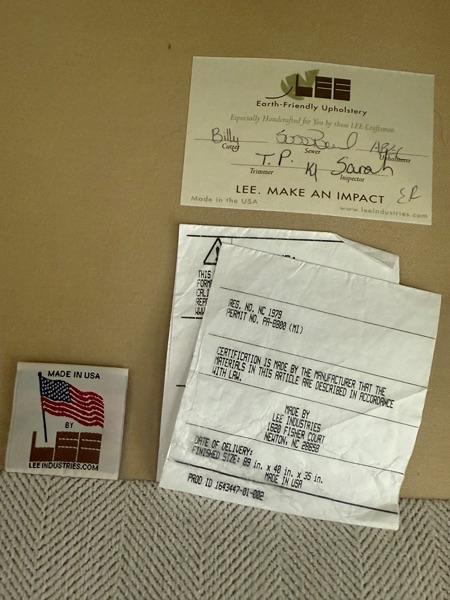 LEE
Earth-Friendly Upholstery
Especially Handcrafted for You by these LEE Craftsmen
Billy
Cutter Sewer Upholsterer
T.P. Sarah
Trimmer Inspector
LEE. MAKE AN IMPACT
Made in the USA www.leeindustries.com
THIS
FORM
CALI
REG. NO. NC 1979
PERMIT NO. PA-8800 (MI)
CERTIFICATION IS MADE BY THE MANUFACTURER THAT THE
MATERIALS IN THIS ARTICLE ARE DESCRIBED IN ACCORDANCE
WITH LAW.
MADE BY
LEE INDUSTRIES
1620 FISHER COURT
NEWTON, NC 28658
DATE OF DELIVERY:
FINISHED SIZE: 89 in. x 40 in. x 35 in.
MADE IN USA
PROD ID 1643447-01-002
MADE IN USA
BY
LEE
LEEINDUSTRIES.COM